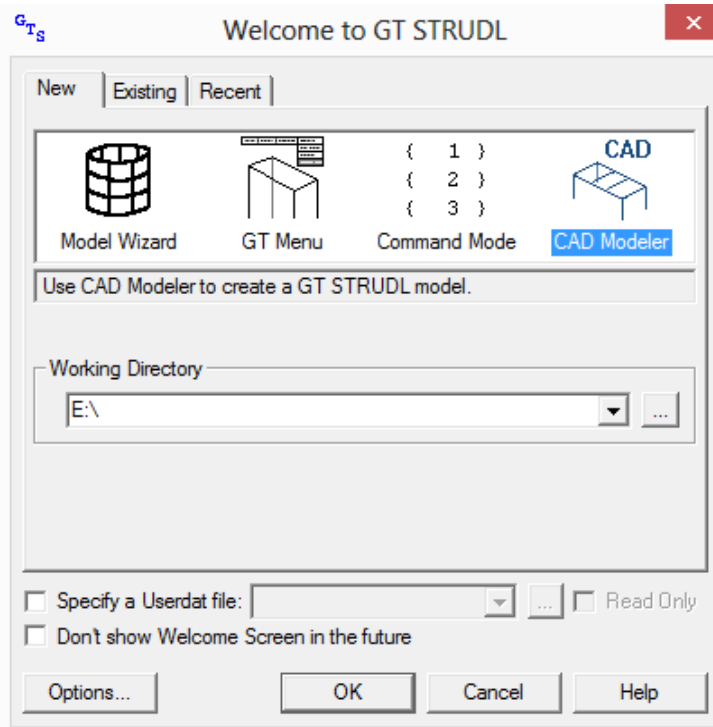 GTS Welcome to GT STRUDL ×
New Existing Recent
{ 1 } CAD
{ 2 }
{ 3 }
Model Wizard GT Menu Command Mode CAD Modeler
Use CAD Modeler to create a GT STRUDL model.
Working Directory
E:\ ...
Specify a Userdat file: ... Read Only
Don't show Welcome Screen in the future
Options... OK Cancel Help